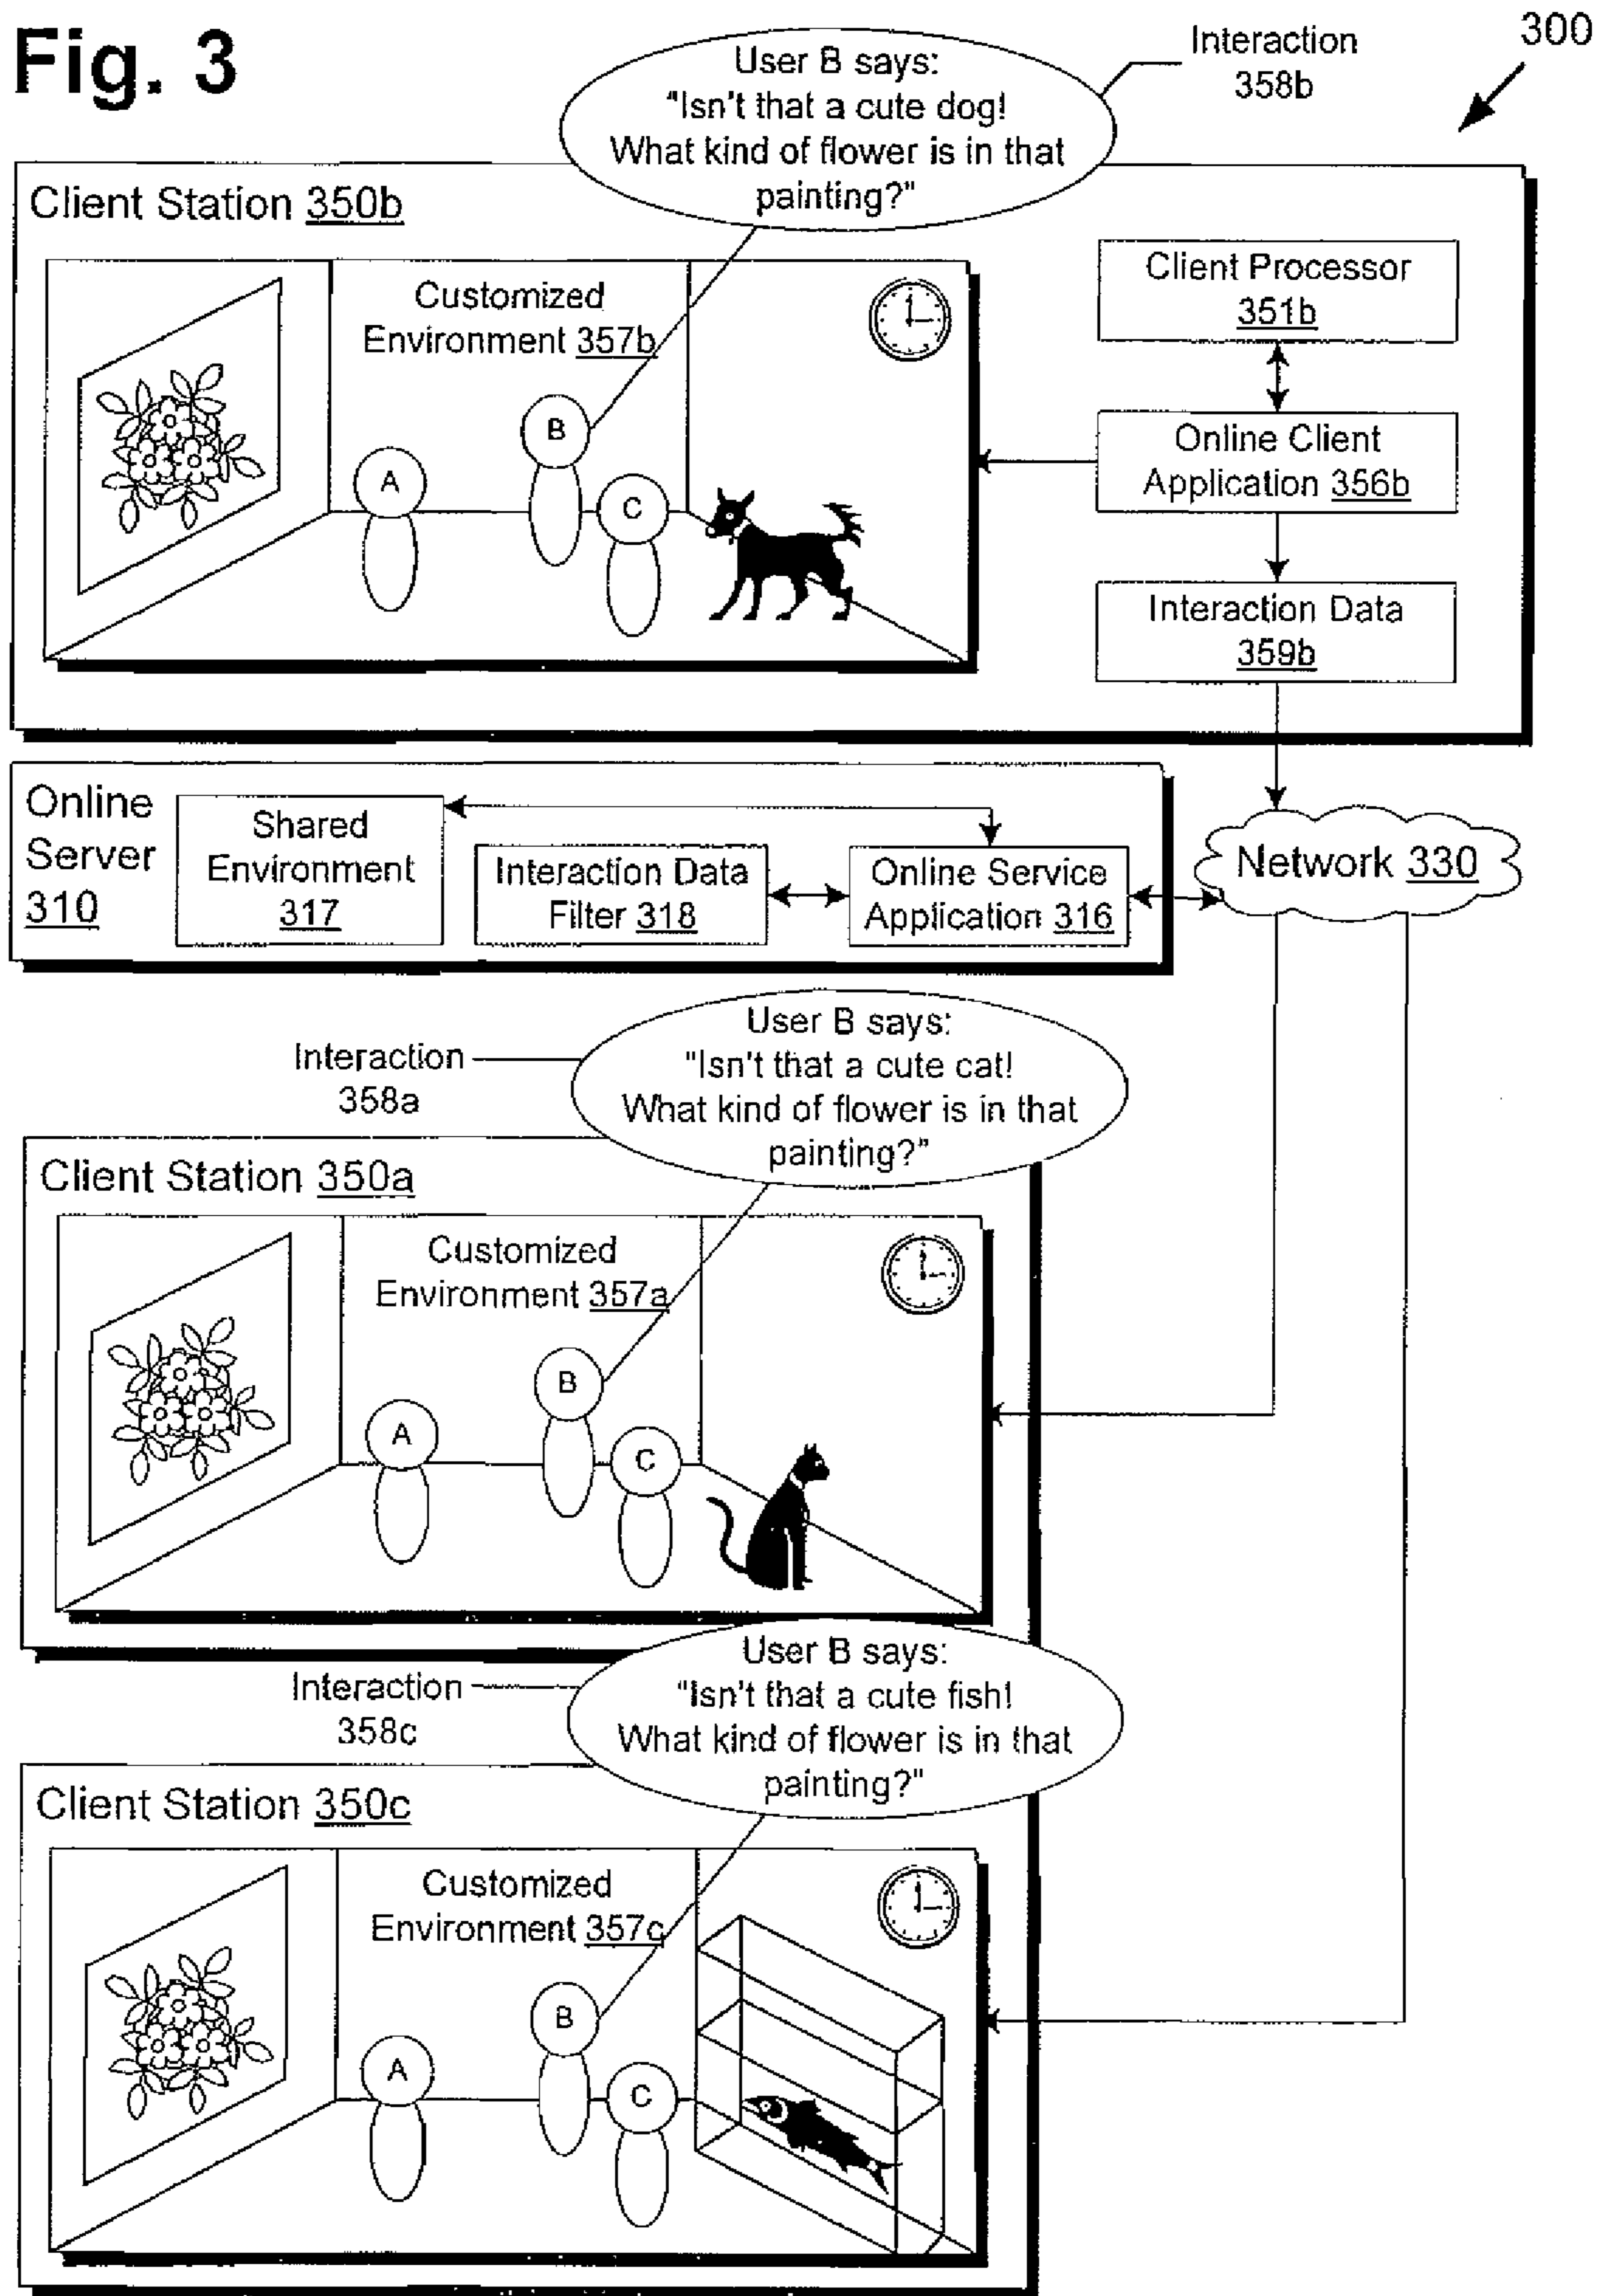 Fig. 3
300
Interaction
358b
User B says:
"Isn't that a cute dog!
What kind of flower is in that
painting?"
Client Station 350b
Customized
Environment 357b
A
B
C
Client Processor
351b
Online Client
Application 356b
Interaction Data
359b
Online
Server
310
Shared
Environment
317
Interaction Data
Filter 318
Online Service
Application 316
Network 330
Interaction
358a
User B says:
"Isn't that a cute cat!
What kind of flower is in that
painting?"
Client Station 350a
Customized
Environment 357a
A
B
C
Interaction
358c
User B says:
"Isn't that a cute fish!
What kind of flower is in that
painting?"
Client Station 350c
Customized
Environment 357c
A
B
C